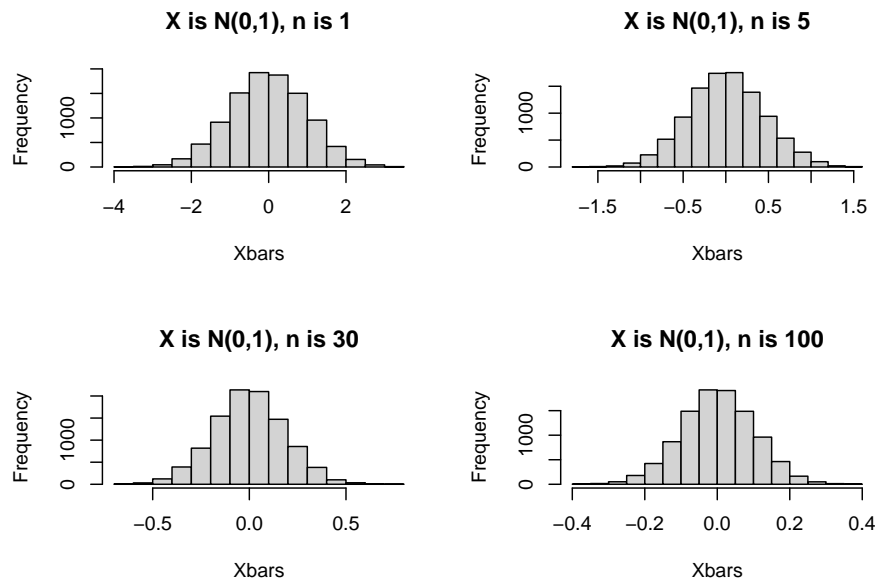 X is N(0,1), n is 1
Frequency
0 1000
−4 −2 0 2
Xbars
X is N(0,1), n is 5
Frequency
0 1000
−1.5 −0.5 0.5 1.5
Xbars
X is N(0,1), n is 30
Frequency
0 1000
−0.5 0.0 0.5
Xbars
X is N(0,1), n is 100
Frequency
0 1000
−0.4 −0.2 0.0 0.2 0.4
Xbars